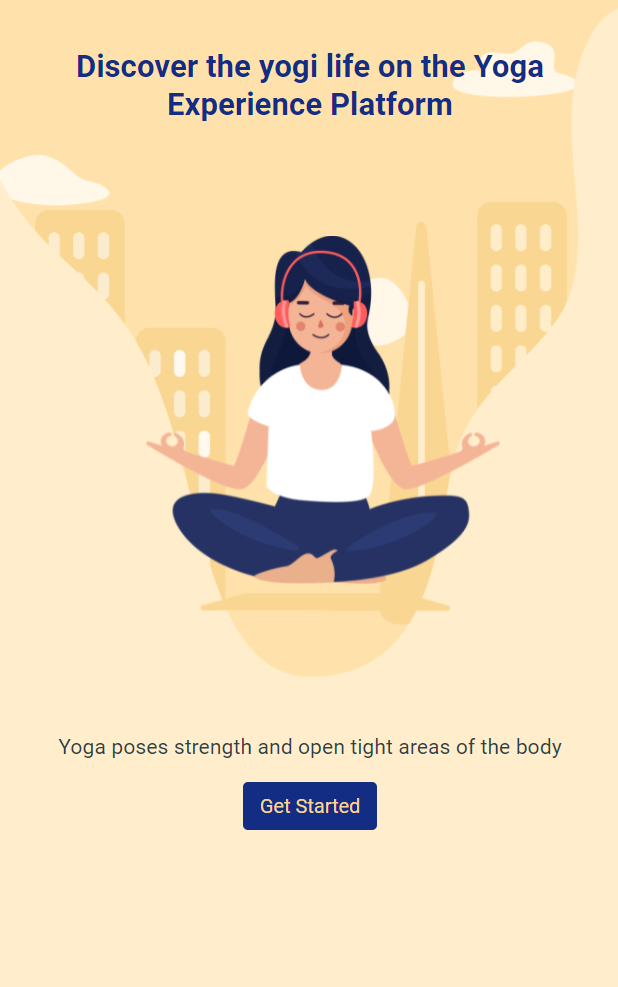 Discover the yogi life on the Yoga
Experience Platform
Yoga poses strength and open tight areas of the body
Get Started